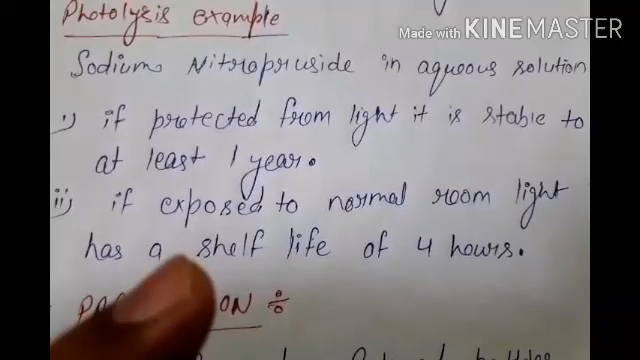 Photolysis example
Made with KINEMASTER
Sodium Nitropruside in aqueous solution
i) if protected from light it is stable to
at least 1 year.
ii) if exposed to normal room light
has a shelf life of 4 hours.